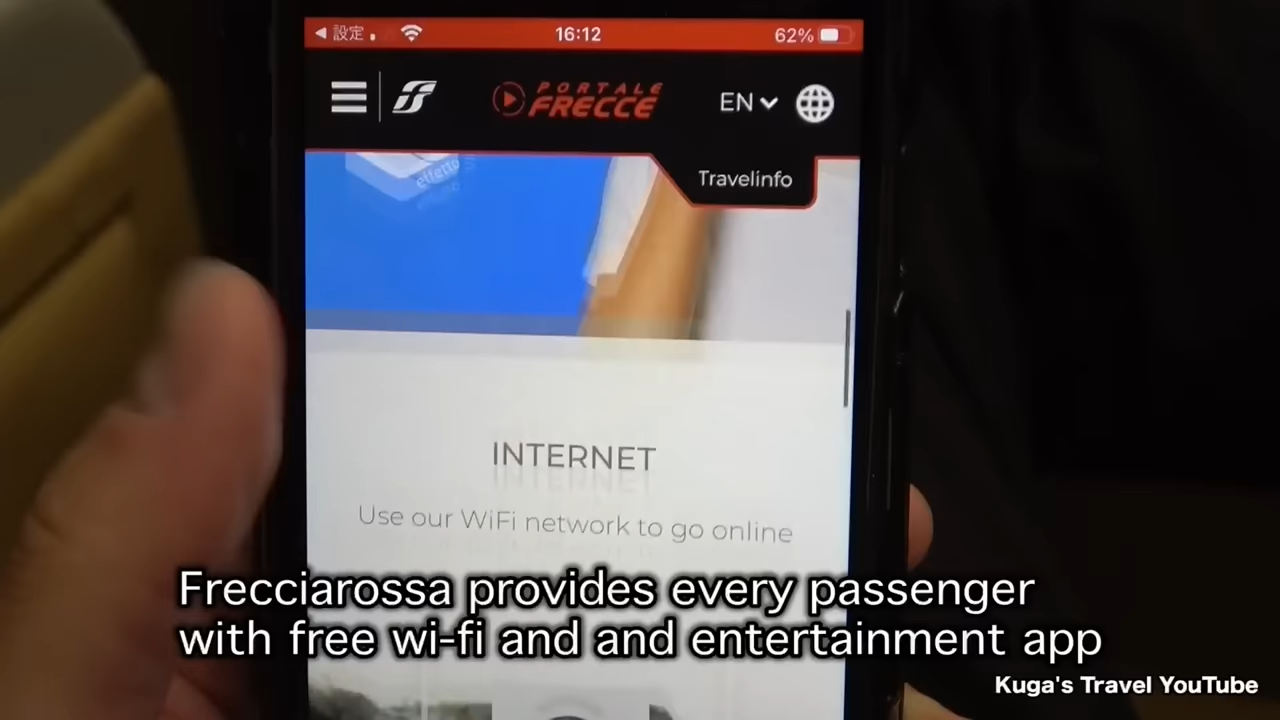 設定
16:12
62%
PORTALE
FRECCE
EN
Travelinfo
effetto
INTERNET
Use our WiFi network to go online
Frecciarossa provides every passenger
with free wi-fi and and entertainment app
Kuga's Travel YouTube